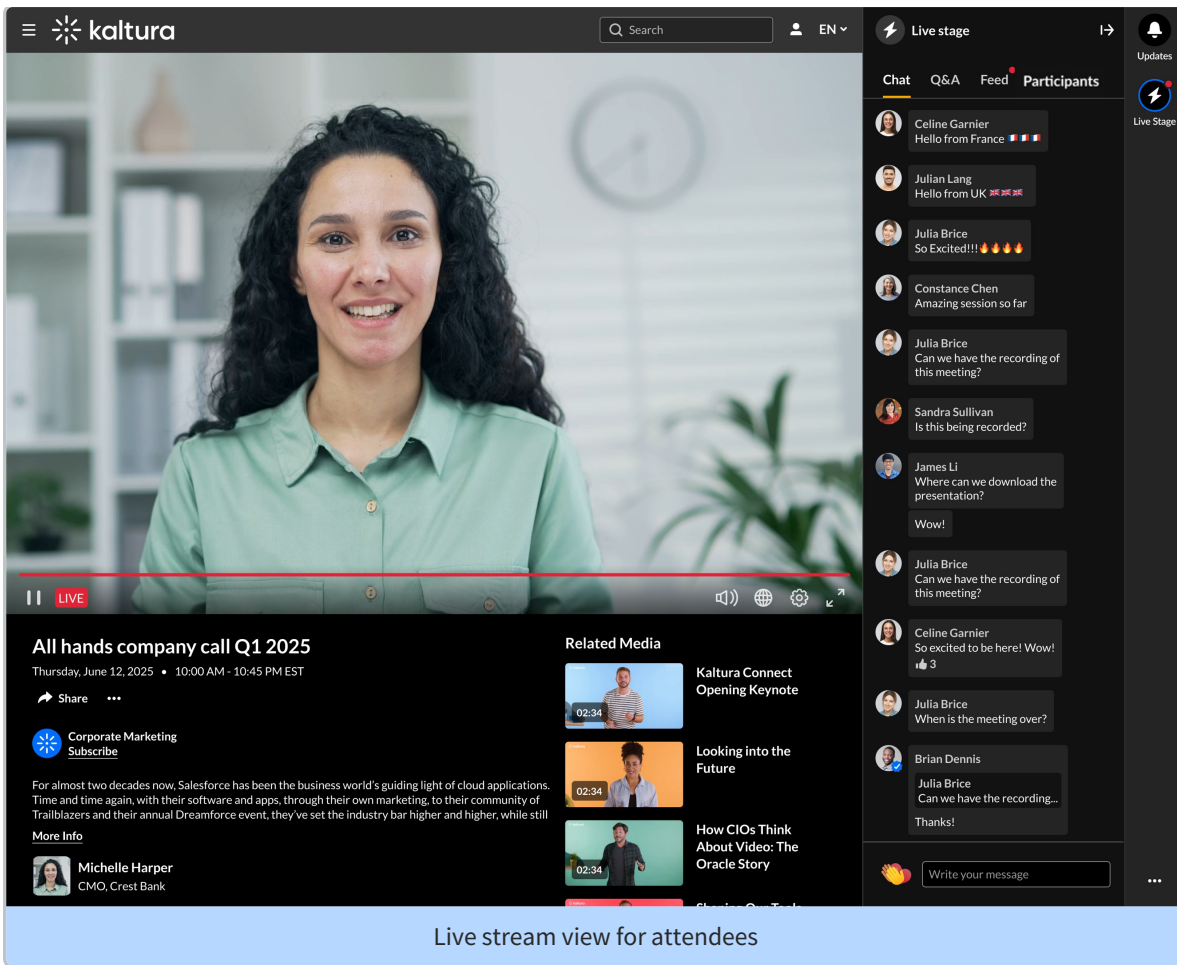 kaltura
Search
EN
Live stage
Updates
Live Stage
Chat
Q&A
Feed
Participants
Celine Garnier
Hello from France 🇫🇷🇫🇷🇫🇷
Julian Lang
Hello from UK 🇬🇧🇬🇧🇬🇧
Julia Brice
So Excited!!!🔥🔥🔥🔥
Constance Chen
Amazing session so far
Julia Brice
Can we have the recording of
this meeting?
Sandra Sullivan
Is this being recorded?
James Li
Where can we download the
presentation?
Wow!
Julia Brice
Can we have the recording of
this meeting?
Celine Garnier
So excited to be here! Wow!
👍 3
Julia Brice
When is the meeting over?
Brian Dennis
Julia Brice
Can we have the recording...
Thanks!
Write your message
LIVE
All hands company call Q1 2025
Thursday, June 12, 2025 • 10:00 AM - 10:45 PM EST
Share
Corporate Marketing
Subscribe
For almost two decades now, Salesforce has been the business world's guiding light of cloud applications.
Time and time again, with their software and apps, through their own marketing, to their community of
Trailblazers and their annual Dreamforce event, they've set the industry bar higher and higher, while still
More Info
Michelle Harper
CMO, Crest Bank
Related Media
02:34
Kaltura Connect
Opening Keynote
02:34
Looking into the
Future
02:34
How CIOs Think
About Video: The
Oracle Story
Live stream view for attendees